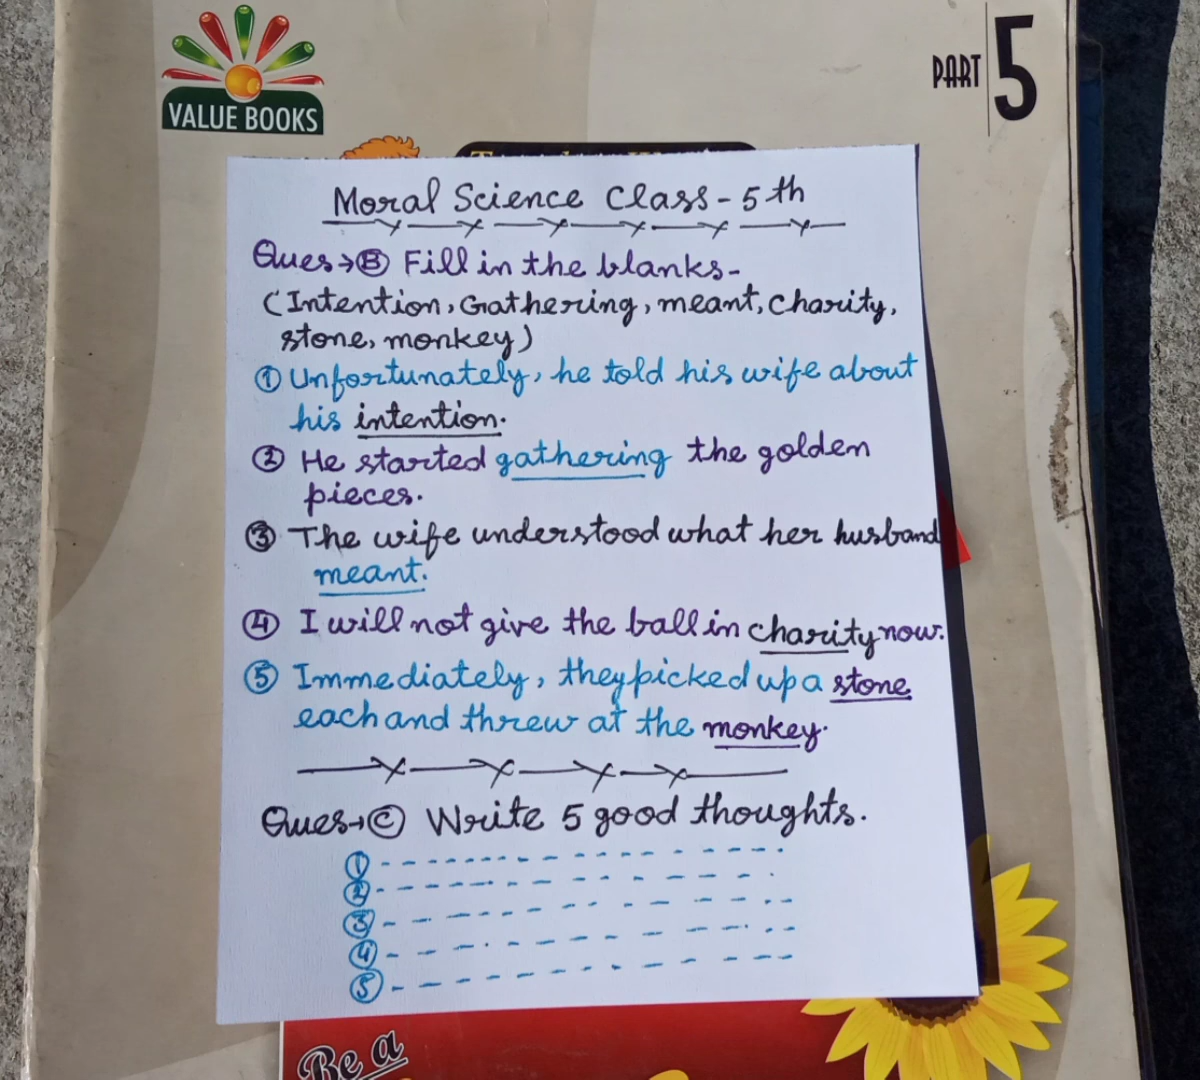 VALUE BOOKS
PART 5
Moral Science Class-5th
Ques→Ⓑ Fill in the blanks-
(Intention, Gathering, meant, charity,
stone, monkey)
① Unfortunately, he told his wife about
his intention.
② He started gathering the golden
pieces.
③ The wife understood what her husband
meant.
④ I will not give the ball in charity now.
⑤ Immediately, they picked up a stone
each and threw at the monkey.
Ques→Ⓒ Write 5 good thoughts.
①
②
③
④
⑤
Be a